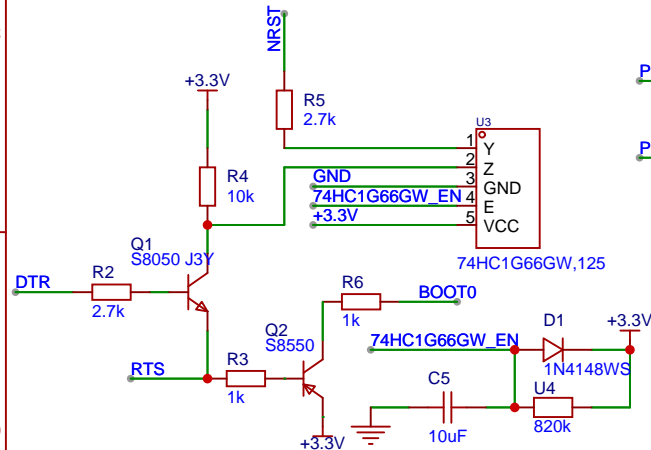 NRST
+3.3V
R5
2.7k
U3
1
Y
2
Z
3
GND
4
E
5
VCC
GND
74HC1G66GW_EN
+3.3V
74HC1G66GW,125
R4
10k
Q1
S8050 J3Y
DTR
R2
2.7k
R6
1k
BOOT0
Q2
S8550
RTS
R3
1k
+3.3V
74HC1G66GW_EN
D1
1N4148WS
+3.3V
C5
10uF
U4
820k
P
P